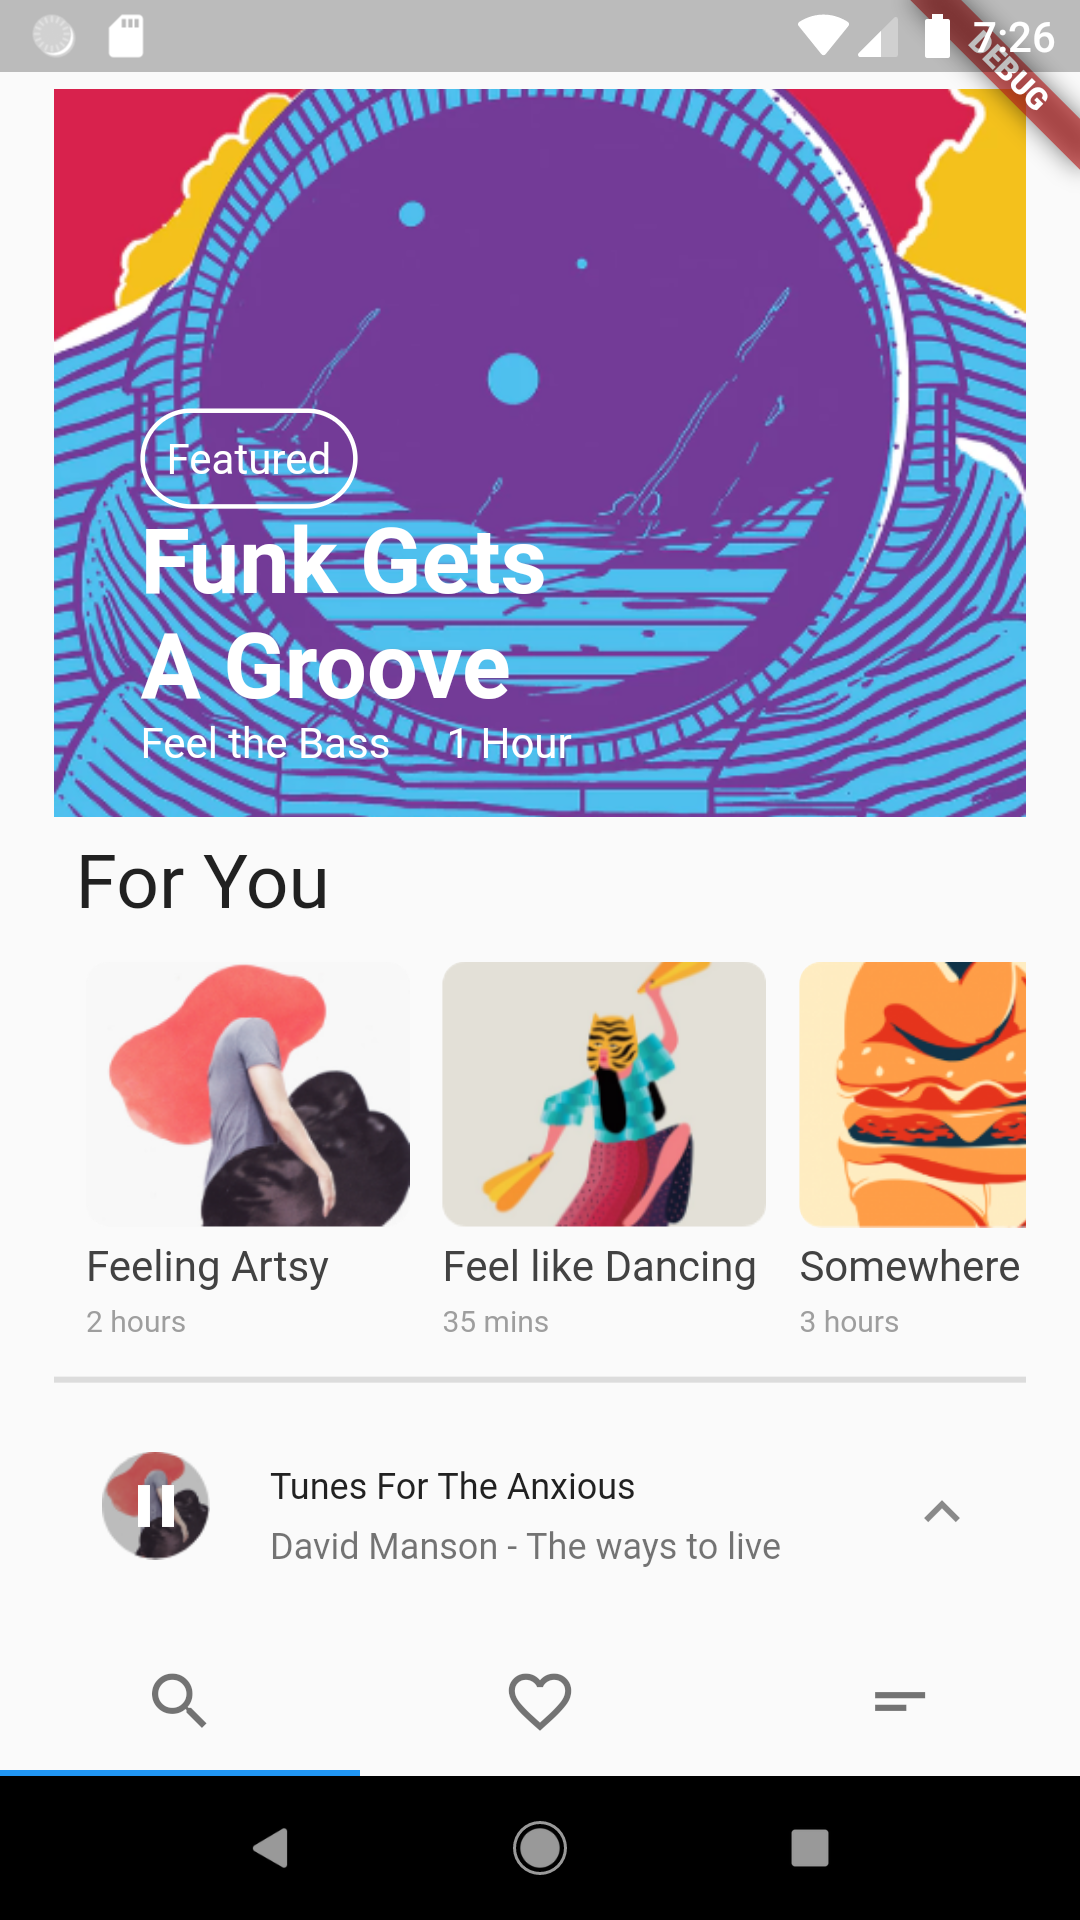 7:26
DEBUG
Featured
Funk Gets
A Groove
Feel the Bass 1 Hour
For You
Feeling Artsy Feel like Dancing Somewhere
2 hours 35 mins 3 hours
Tunes For The Anxious
David Manson - The ways to live